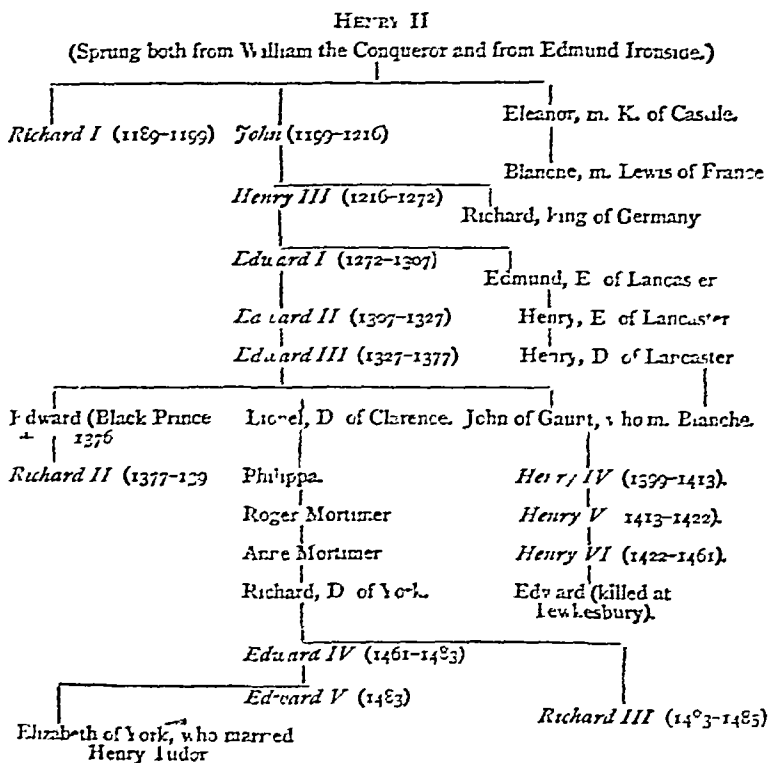 HENRY II
(Sprung both from William the Conqueror and from Edmund Ironside.)
Richard I (1189-1199) John (1199-1216) Eleanor, m. K. of Castile.
Blanche, m. Lewis of France
Henry III (1216-1272)
Richard, king of Germany
Edward I (1272-1307)
Edmund, E of Lancaster
Edward II (1307-1327) Henry, E of Lancaster
Edward III (1327-1377) Henry, D of Lancaster
Edward (Black Prince Lionel, D of Clarence. John of Gaunt, who m. Blanche.
1376
Richard II (1377-139 Philippa. Henry IV (1399-1413).
Roger Mortimer Henry V 1413-1422).
Anne Mortimer Henry VI (1422-1461).
Richard, D of York. Edward (killed at
Tewkesbury).
Edward IV (1461-1483)
Edward V (1483)
Richard III (1483-1485)
Elizabeth of York, who married
Henry Tudor